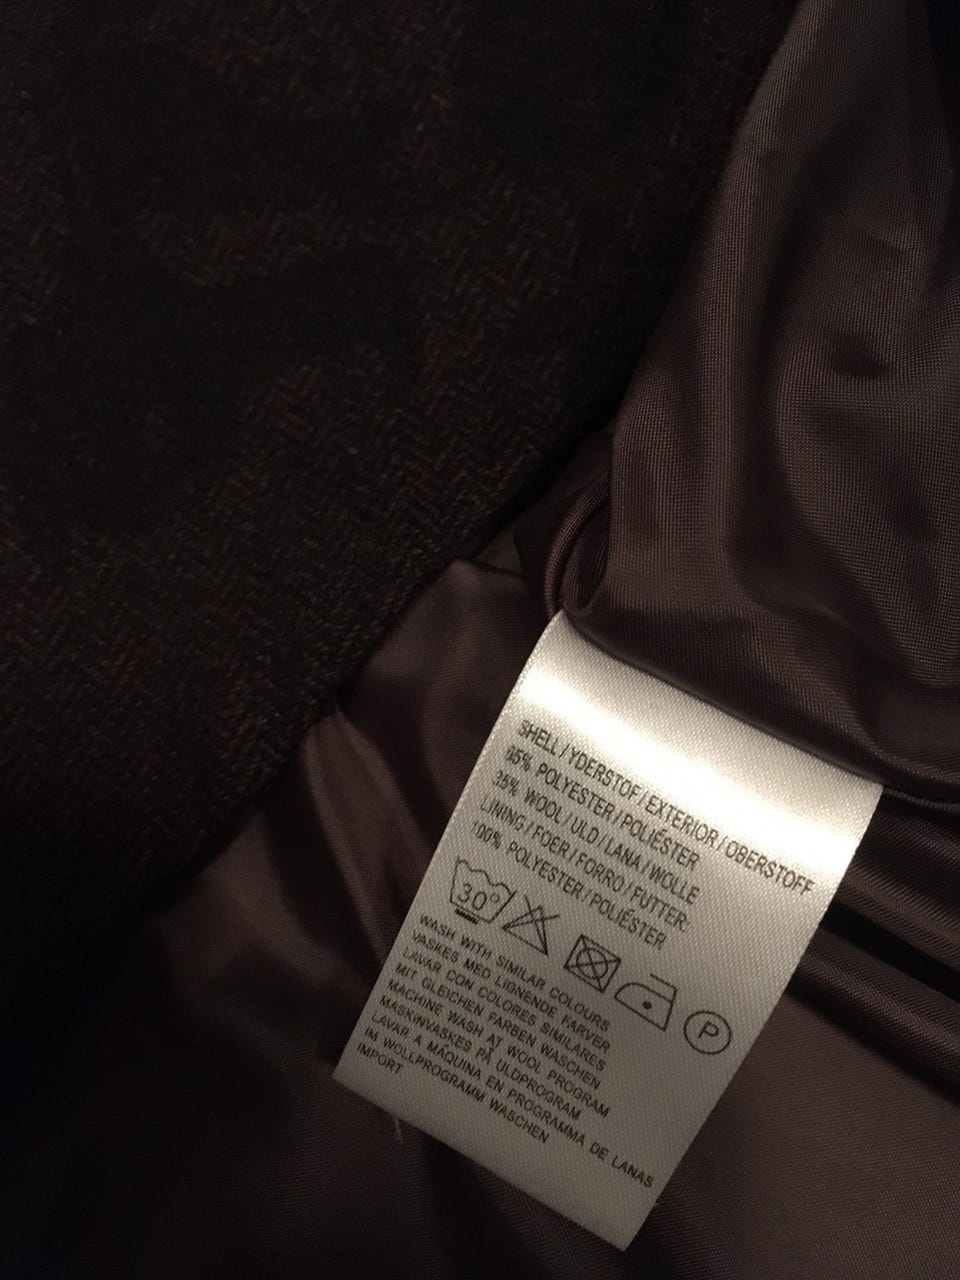 SHELL / YDERSTOF / EXTERIOR / OBERSTOFF
65% POLYESTER / POLIÉSTER
35% WOOL / ULD / LANA / WOLLE
LINING / FOER / FORRO / FUTTER:
100% POLYESTER / POLIÉSTER
30° P
WASH WITH SIMILAR COLOURS
VASKES MED LIGNENDE FARVER
LAVAR CON COLORES SIMILARES
MIT GLEICHEN FARBEN WASCHEN
MACHINE WASH AT WOOL PROGRAM
MASKINVASKES PÅ ULDPROGRAM
LAVAR A MÁQUINA EN PROGRAMMA DE LANAS
IM WOLLPROGRAMM WASCHEN
IMPORT